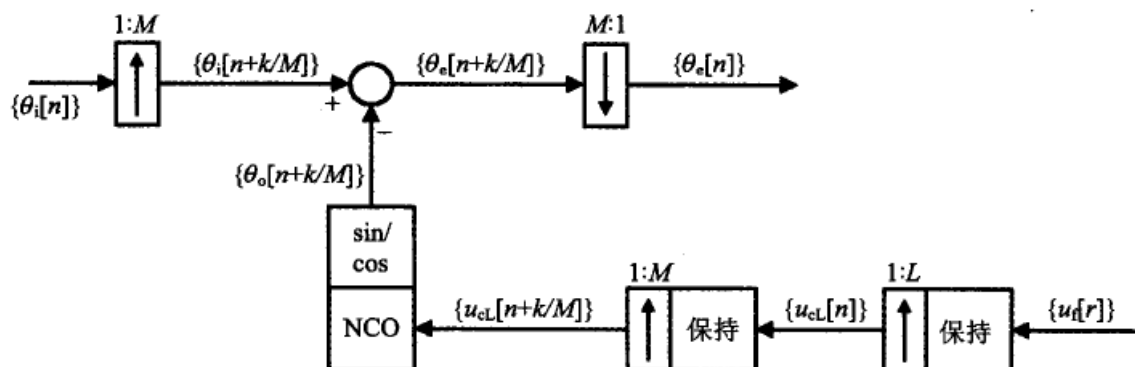 1:M
M:1
{θi[n+k/M]}
{θe[n+k/M]}
{θe[n]}
{θi[n]}
+
−
{θo[n+k/M]}
sin/
cos
1:M
1:L
NCO
{ucL[n+k/M]}
保持
{ucL[n]}
保持
{uf[r]}